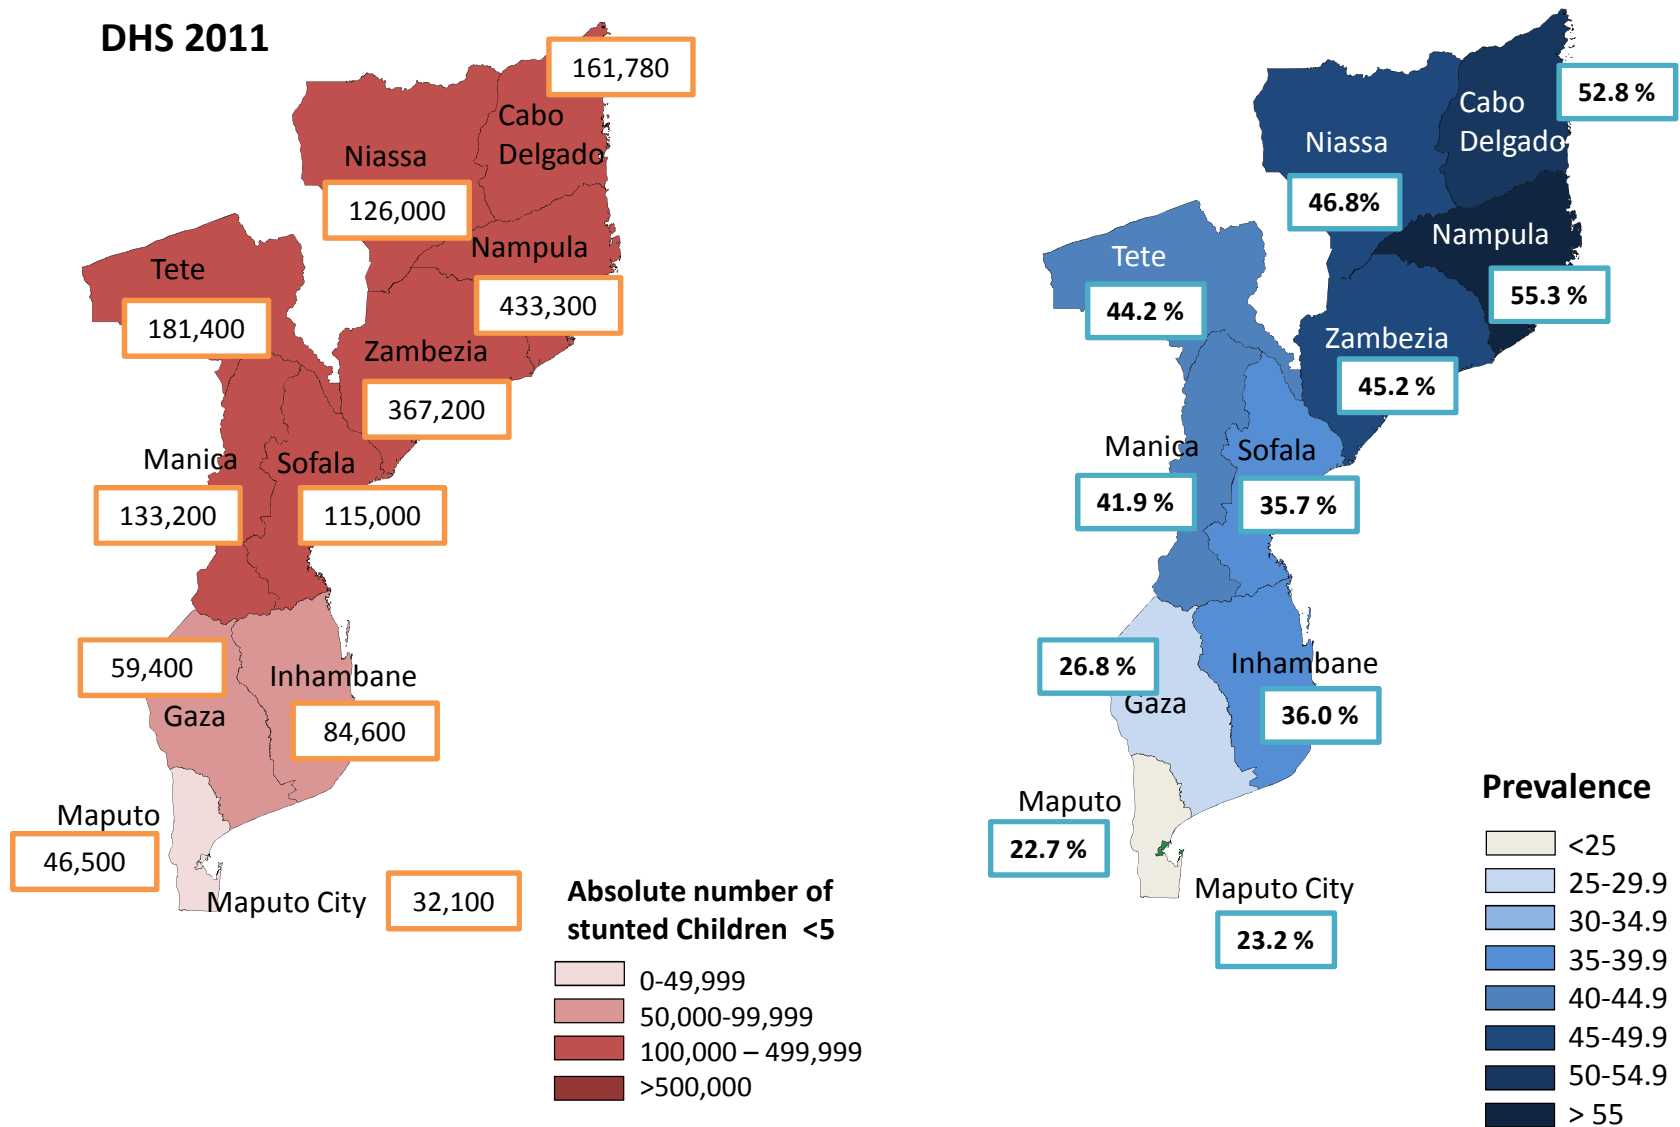 DHS 2011
161,780
Cabo
Delgado
Niassa
126,000
Nampula
433,300
Tete
181,400
Zambezia
367,200
Manica
133,200
Sofala
115,000
59,400
Gaza
Inhambane
84,600
Maputo
46,500
Maputo City
32,100
Absolute number of
stunted Children <5
0-49,999
50,000-99,999
100,000 – 499,999
>500,000
52.8 %
Cabo
Delgado
Niassa
46.8%
Nampula
55.3 %
Tete
44.2 %
Zambezia
45.2 %
Manica
41.9 %
Sofala
35.7 %
26.8 %
Gaza
Inhambane
36.0 %
Maputo
22.7 %
Maputo City
23.2 %
Prevalence
<25
25-29.9
30-34.9
35-39.9
40-44.9
45-49.9
50-54.9
> 55